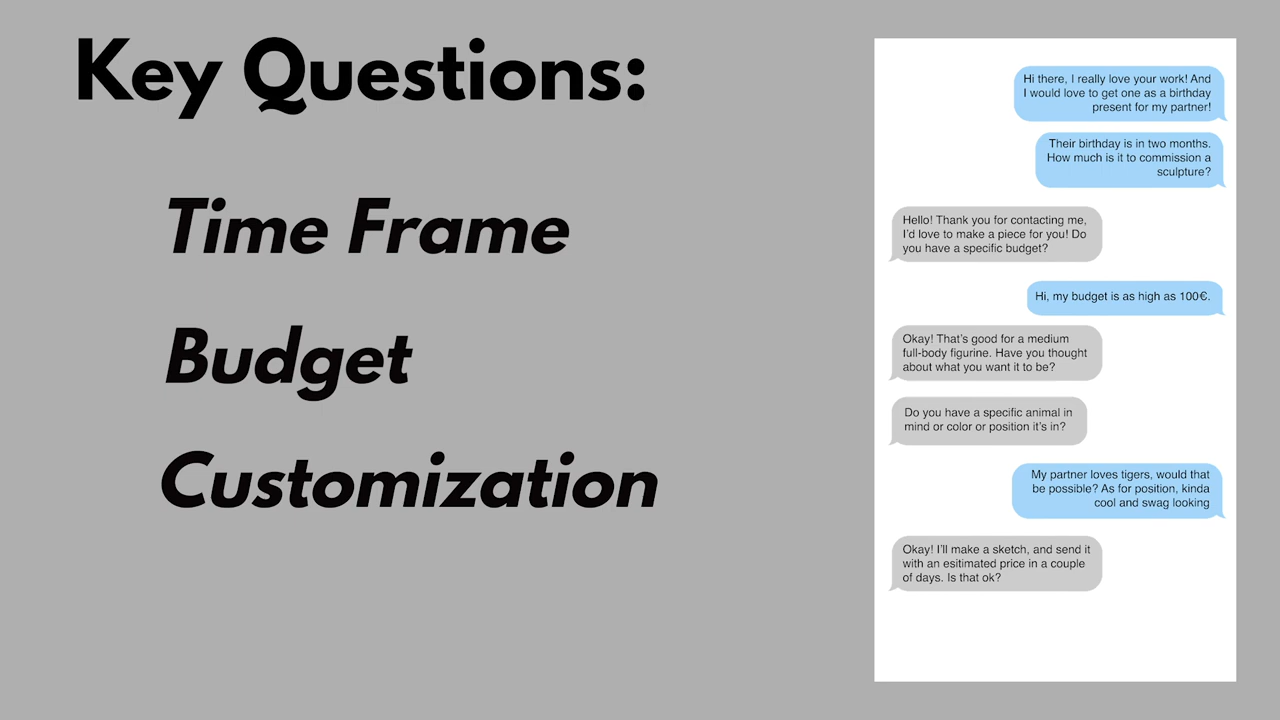 Key Questions:
Time Frame
Budget
Customization
Hi there, I really love your work! And
I would love to get one as a birthday
present for my partner!
Their birthday is in two months.
How much is it to commission a
sculpture?
Hello! Thank you for contacting me,
I'd love to make a piece for you! Do
you have a specific budget?
Hi, my budget is as high as 100€.
Okay! That's good for a medium
full-body figurine. Have you thought
about what you want it to be?
Do you have a specific animal in
mind or color or position it's in?
My partner loves tigers, would that
be possible? As for position, kinda
cool and swag looking
Okay! I'll make a sketch, and send it
with an esitimated price in a couple
of days. Is that ok?